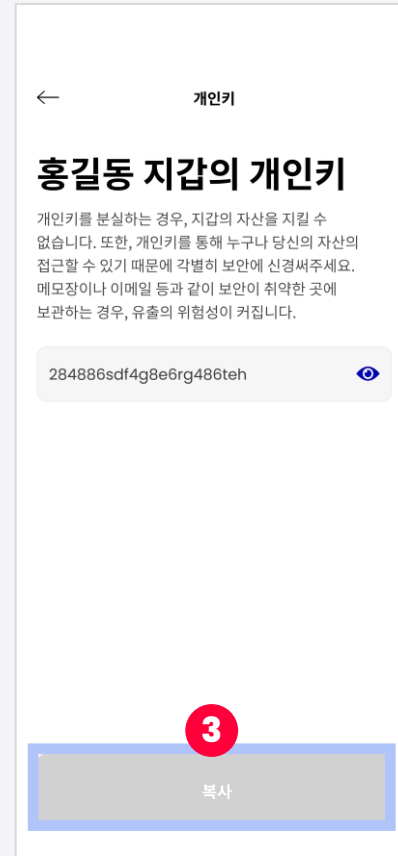 개인키
홍길동 지갑의 개인키
개인키를 분실하는 경우, 지갑의 자산을 지킬 수
없습니다. 또한, 개인키를 통해 누구나 당신의 자산의
접근할 수 있기 때문에 각별히 보안에 신경써주세요.
메모장이나 이메일 등과 같이 보안이 취약한 곳에
보관하는 경우, 유출의 위험성이 커집니다.
284886sdf4g8e6rg486teh
3
복사